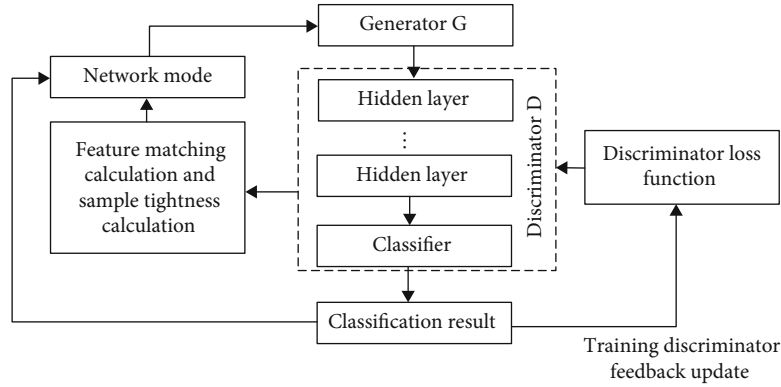 Generator G
Network mode
Hidden layer
⋮
Hidden layer
Classifier
Discriminator D
Feature matching
calculation and
sample tightness
calculation
Discriminator loss
function
Classification result
Training discriminator
feedback update